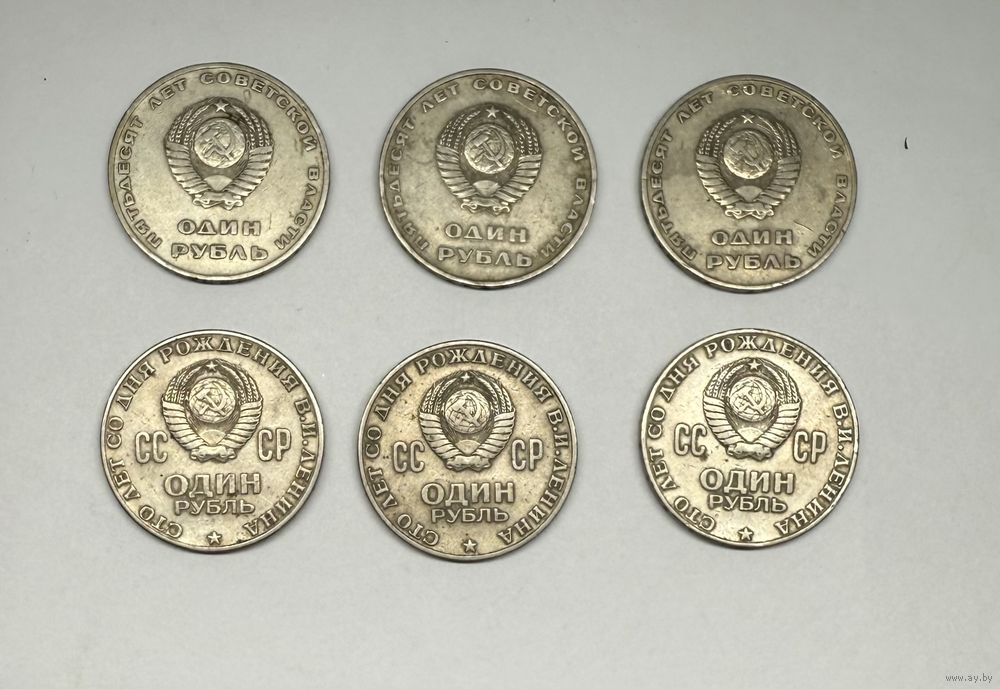 ПЯТЬДЕСЯТ ЛЕТ СОВЕТСКОЙ ВЛАСТИ
ОДИН
РУБЛЬ
ПЯТЬДЕСЯТ ЛЕТ СОВЕТСКОЙ ВЛАСТИ
ОДИН
РУБЛЬ
ПЯТЬДЕСЯТ ЛЕТ СОВЕТСКОЙ ВЛАСТИ
ОДИН
РУБЛЬ
СТО ЛЕТ СО ДНЯ РОЖДЕНИЯ В.И.ЛЕНИНА
СС СР
ОДИН
РУБЛЬ
СТО ЛЕТ СО ДНЯ РОЖДЕНИЯ В.И.ЛЕНИНА
СС СР
ОДИН
РУБЛЬ
СТО ЛЕТ СО ДНЯ РОЖДЕНИЯ В.И.ЛЕНИНА
СС СР
ОДИН
РУБЛЬ
www.ay.by